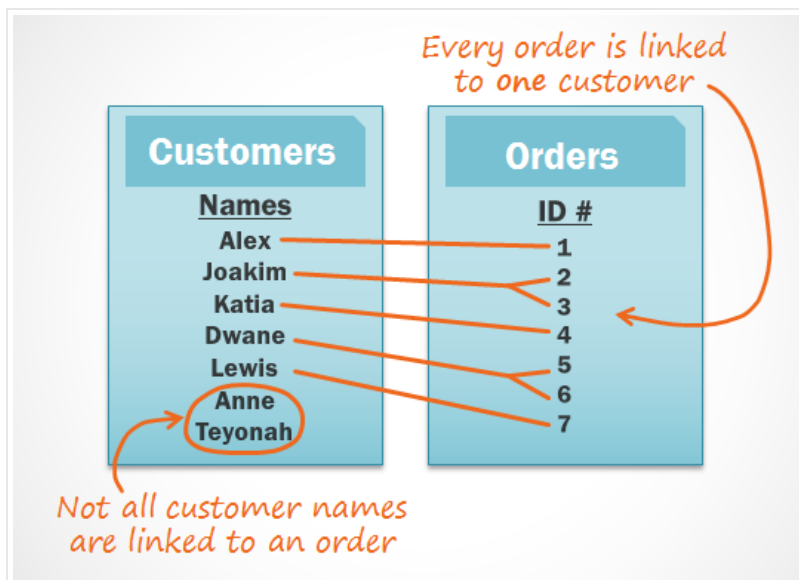 Every order is linked
to one customer
Customers
Names
Alex
Joakim
Katia
Dwane
Lewis
Anne
Teyonah
Orders
ID #
1
2
3
4
5
6
7
Not all customer names
are linked to an order